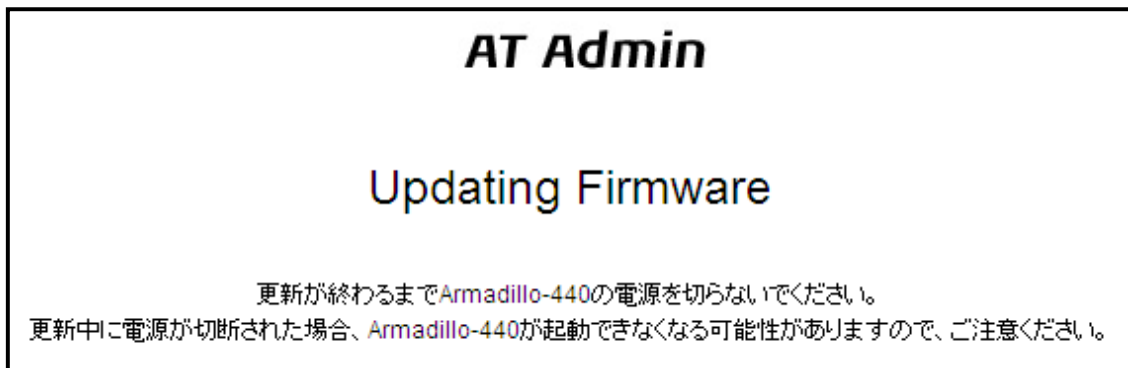 AT Admin
Updating Firmware
更新が終わるまでArmadillo-440の電源を切らないでください。
更新中に電源が切断された場合、Armadillo-440が起動できなくなる可能性がありますので、ご注意ください。